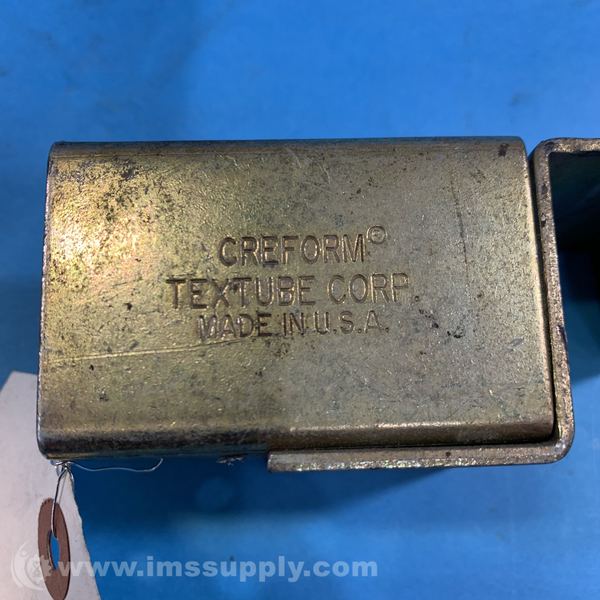 CREFORM©
TEXTUBE CORP.
MADE IN U.S.A.
www.imssupply.com